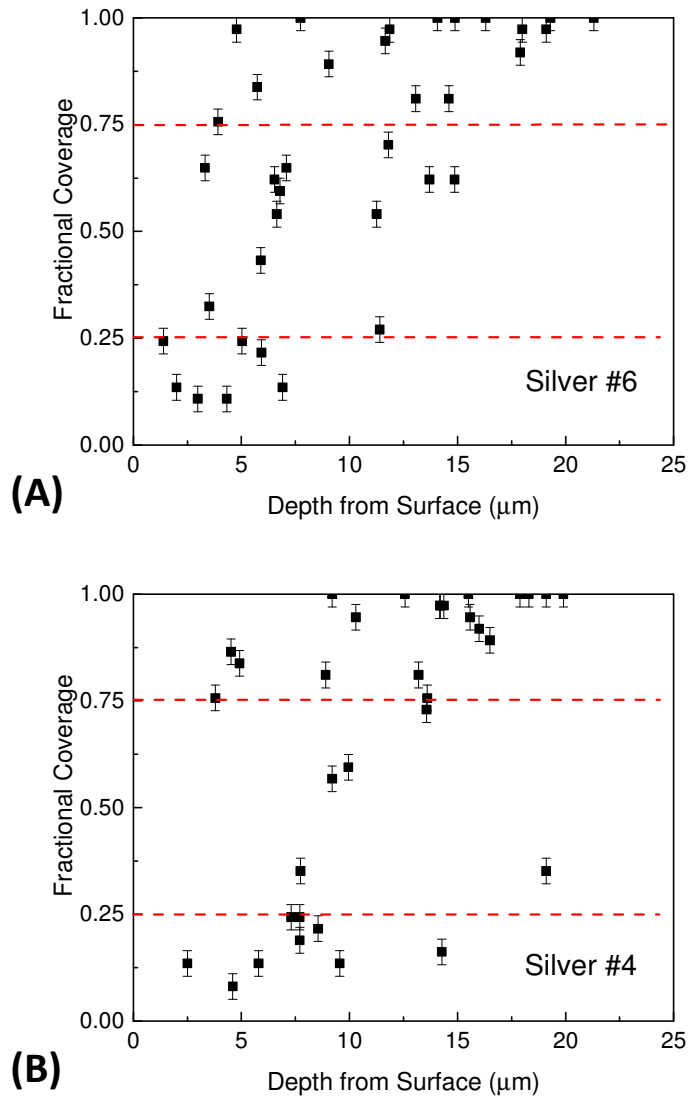 1.00
0.75
0.50
0.25
0.00
Fractional Coverage
Silver #6
0 5 10 15 20 25
Depth from Surface (μm)
(A)
1.00
0.75
0.50
0.25
0.00
Fractional Coverage
Silver #4
0 5 10 15 20 25
Depth from Surface (μm)
(B)